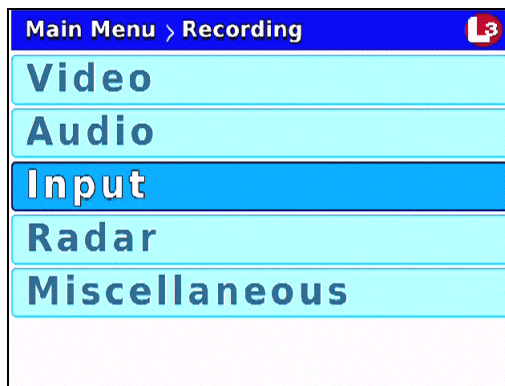 Main Menu > Recording L3
Video
Audio
Input
Radar
Miscellaneous